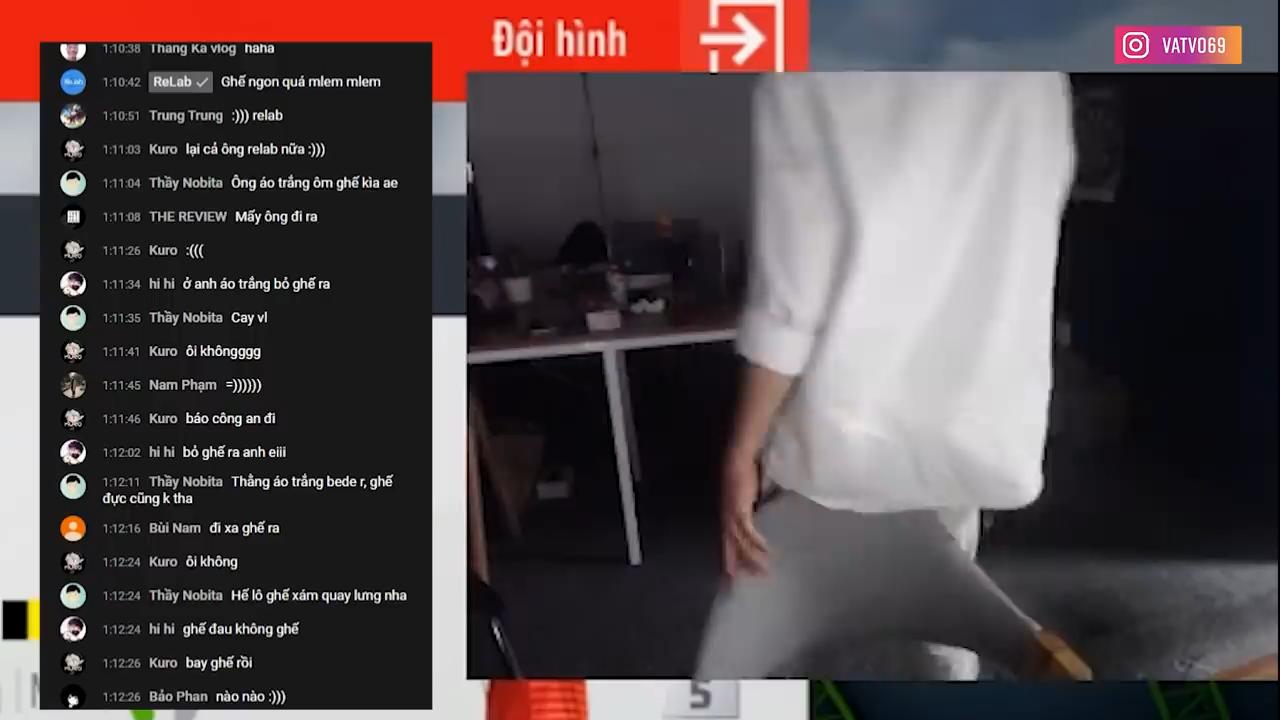 Đội hình
VATVO69
1:10:38 Thang Ka vlog haha
1:10:42 ReLab Ghế ngon quá mlem mlem
1:10:51 Trung Trung :))) relab
1:11:03 Kuro lại cả ông relab nữa :)))
1:11:04 Thầy Nobita Ông áo trắng ôm ghế kìa ae
1:11:08 THE REVIEW Mấy ông đi ra
1:11:26 Kuro :(((
1:11:34 hi hi ở anh áo trắng bỏ ghế ra
1:11:35 Thầy Nobita Cay vl
1:11:41 Kuro ôi khôngggg
1:11:45 Nam Phạm =))))))
1:11:46 Kuro báo công an đi
1:12:02 hi hi bỏ ghế ra anh eiii
1:12:11 Thầy Nobita Thằng áo trắng bede r, ghế
đực cũng k tha
1:12:16 Bùi Nam đi xa ghế ra
1:12:24 Kuro ôi không
1:12:24 Thầy Nobita Hế lô ghế xám quay lưng nha
1:12:24 hi hi ghế đau không ghế
1:12:26 Kuro bay ghế rồi
1:12:26 Bảo Phan nào nào :)))
5